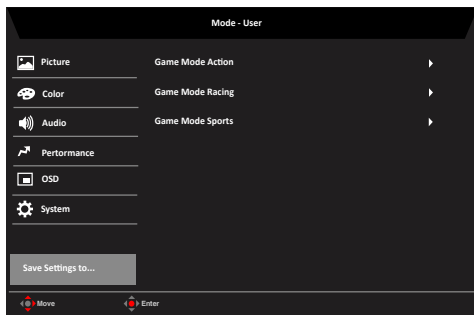 Mode - User
Picture
Game Mode Action
Color
Game Mode Racing
Audio
Game Mode Sports
Pertormance
OSD
System
Save Settings to...
Move
Enter